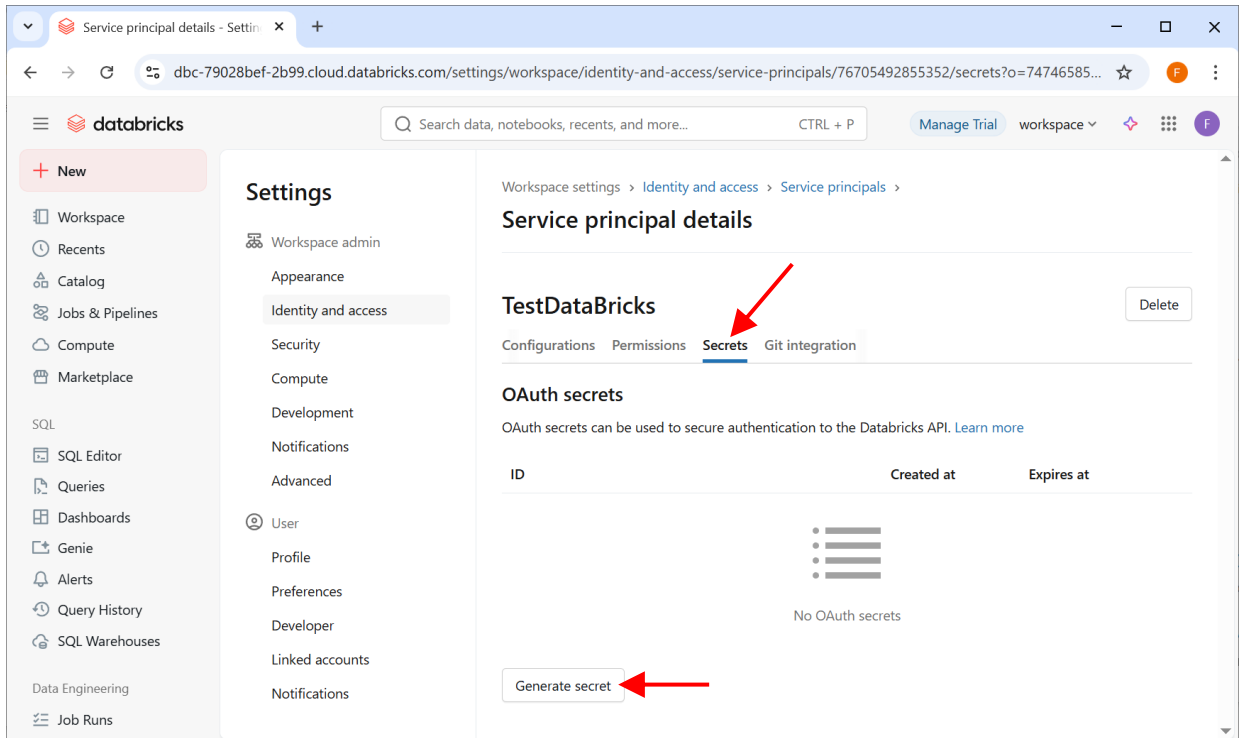 Service principal details - Settin
dbc-79028bef-2b99.cloud.databricks.com/settings/workspace/identity-and-access/service-principals/76705492855352/secrets?o=74746585...
F
databricks
Search data, notebooks, recents, and more...
CTRL + P
Manage Trial
workspace
F
New
Workspace
Recents
Catalog
Jobs & Pipelines
Compute
Marketplace
SQL
SQL Editor
Queries
Dashboards
Genie
Alerts
Query History
SQL Warehouses
Data Engineering
Job Runs
Settings
Workspace admin
Appearance
Identity and access
Security
Compute
Development
Notifications
Advanced
User
Profile
Preferences
Developer
Linked accounts
Notifications
Workspace settings > Identity and access > Service principals >
Service principal details
TestDataBricks
Delete
Configurations Permissions Secrets Git integration
OAuth secrets
OAuth secrets can be used to secure authentication to the Databricks API. Learn more
ID Created at Expires at
No OAuth secrets
Generate secret